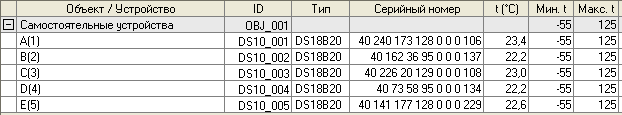 Объект / Устройство ID Тип Серийный номер t (°C) Мин. t Макс. t
Самостоятельные устройства OBJ_001 -55 125
A(1) DS10_001 DS18B20 40 240 173 128 0 0 0 106 23,4 -55 125
B(2) DS10_002 DS18B20 40 162 36 95 0 0 0 137 22,2 -55 125
C(3) DS10_003 DS18B20 40 226 20 129 0 0 0 108 23,0 -55 125
D(4) DS10_004 DS18B20 40 73 58 95 0 0 0 134 22,2 -55 125
E(5) DS10_005 DS18B20 40 141 177 128 0 0 0 229 22,6 -55 125